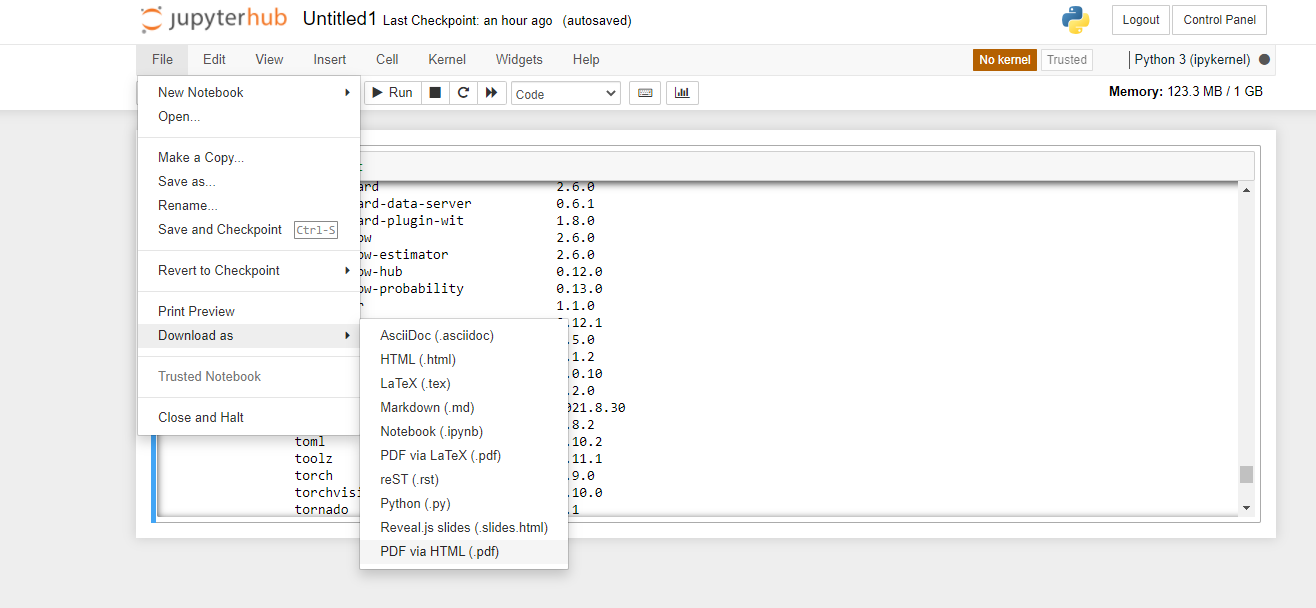 jupyterhub Untitled1 Last Checkpoint: an hour ago (autosaved) Logout Control Panel
File Edit View Insert Cell Kernel Widgets Help No kernel Trusted Python 3 (ipykernel)
Run Code Memory: 123.3 MB / 1 GB
New Notebook
Open...
Make a Copy...
Save as...
Rename...
Save and Checkpoint Ctrl-S
Revert to Checkpoint
Print Preview
Download as
Trusted Notebook
Close and Halt
AsciiDoc (.asciidoc)
HTML (.html)
LaTeX (.tex)
Markdown (.md)
Notebook (.ipynb)
PDF via LaTeX (.pdf)
reST (.rst)
Python (.py)
Reveal.js slides (.slides.html)
PDF via HTML (.pdf)
ard 2.6.0
ard-data-server 0.6.1
ard-plugin-wit 1.8.0
ow 2.6.0
ow-estimator 2.6.0
ow-hub 0.12.0
ow-probability 0.13.0
1.1.0
.12.1
.5.0
.1.2
.0.10
.2.0
021.8.30
.8.2
toml .10.2
toolz .11.1
torch .9.0
torchvisi .10.0
tornado .1